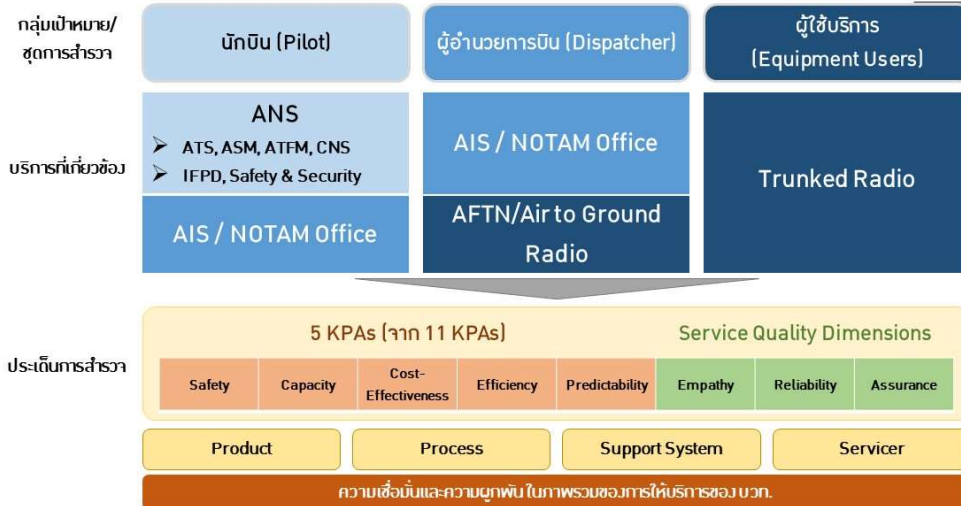 กลุ่มเป้าหมาย/
ชุดการสำรวจ
นักบิน (Pilot)
ผู้อำนวยการบิน (Dispatcher)
ผู้ใช้บริการ
(Equipment Users)
บริการที่เกี่ยวข้อง
ANS
➢ ATS, ASM, ATFM, CNS
➢ IFPD, Safety & Security
AIS / NOTAM Office
AIS / NOTAM Office
AFTN/Air to Ground
Radio
Trunked Radio
ประเด็นการสำรวจ
5 KPAs (จาก 11 KPAs)
Service Quality Dimensions
Safety
Capacity
Cost-
Effectiveness
Efficiency
Predictability
Empathy
Reliability
Assurance
Product
Process
Support System
Servicer
ความเชื่อมั่นและความผูกพัน ในภาพรวมของการให้บริการของ บวท.